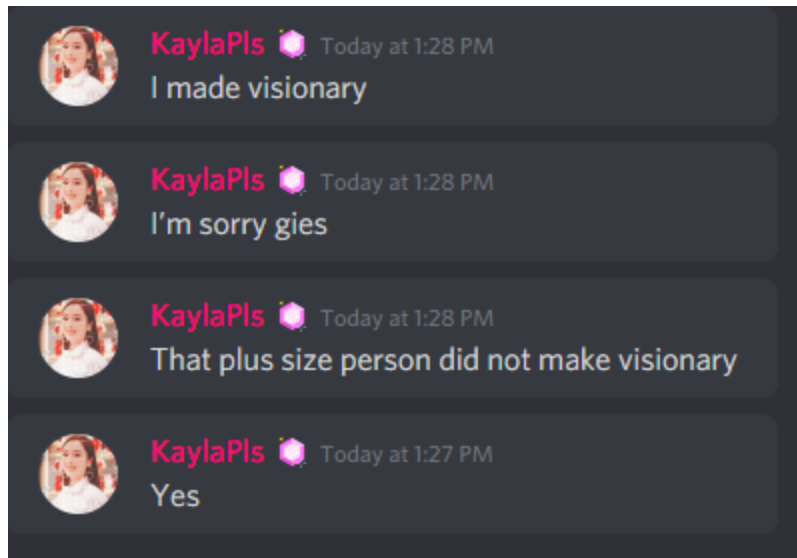 KaylaPls Today at 1:28 PM
I made visionary
KaylaPls Today at 1:28 PM
I'm sorry gies
KaylaPls Today at 1:28 PM
That plus size person did not make visionary
KaylaPls Today at 1:27 PM
Yes